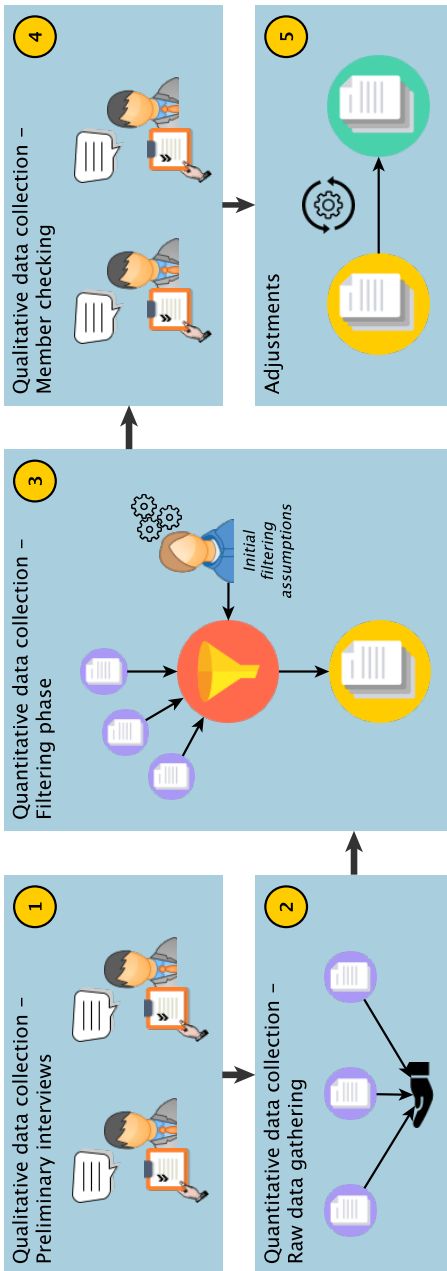 Qualitative data collection –
Preliminary interviews
1
Quantitative data collection –
Raw data gathering
2
Quantitative data collection –
Filtering phase
3
Initial
filtering
assumptions
Qualitative data collection –
Member checking
4
Adjustments
5